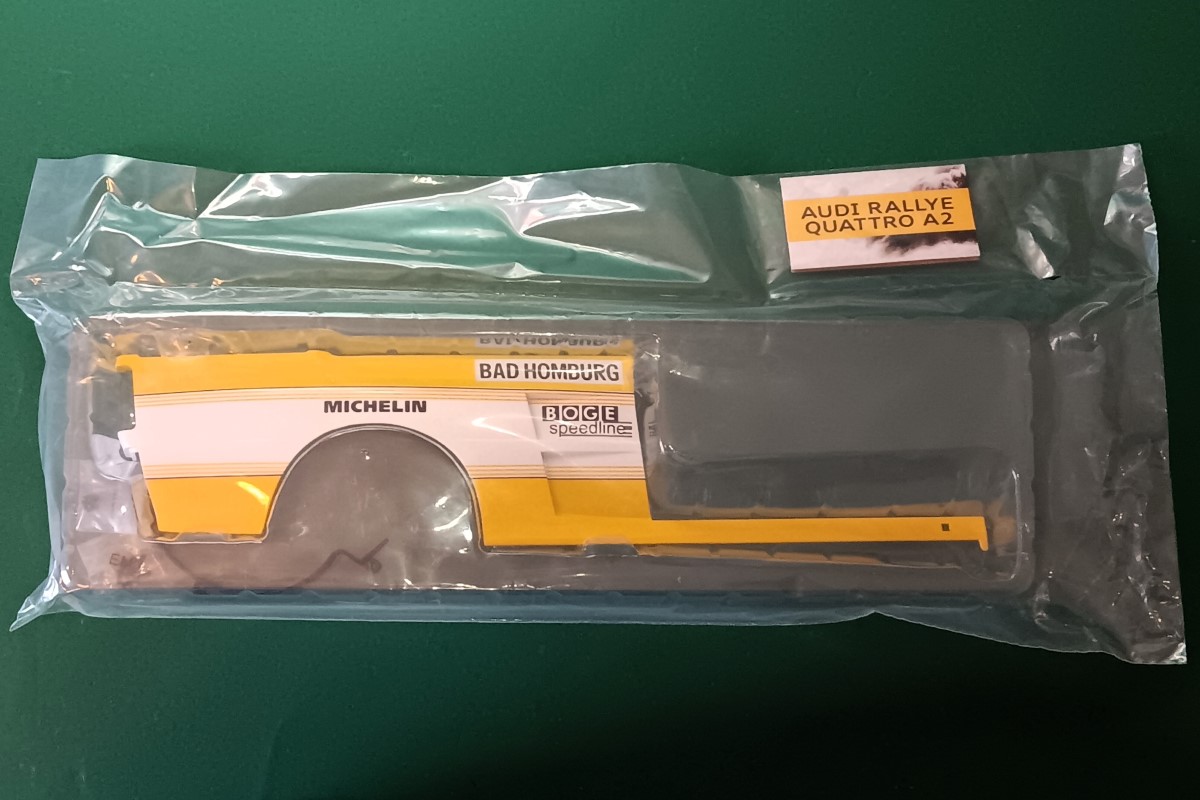 AUDI RALLYE
QUATTRO A2
BAD HOMBURG
MICHELIN
BOGE
speedline